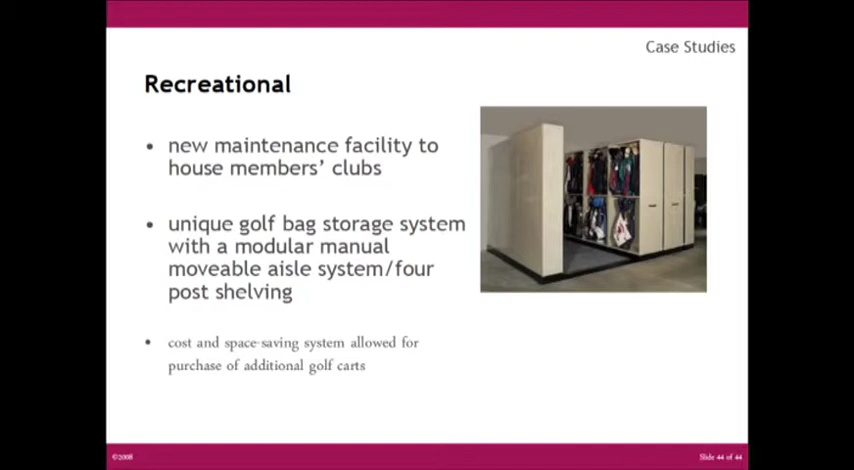 Case Studies
Recreational
• new maintenance facility to
house members' clubs
• unique golf bag storage system
with a modular manual
moveable aisle system/four
post shelving
• cost and space-saving system allowed for
purchase of additional golf carts
©2008
Slide 44 of 44